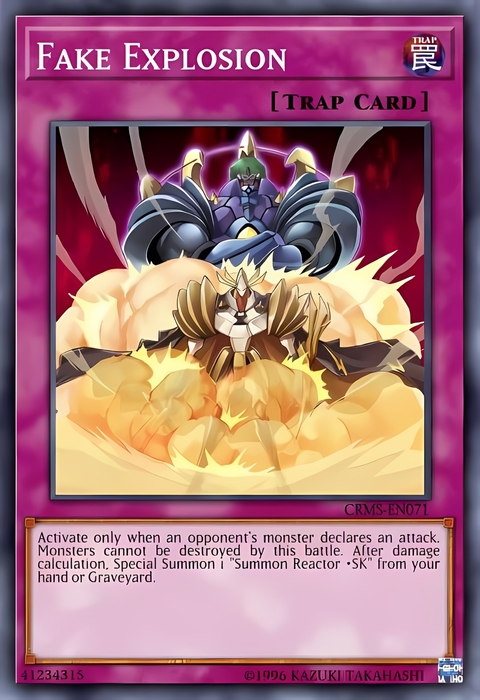 FAKE EXPLOSION
TRAP
罠
[TRAP CARD]
CRMS-EN071
Activate only when an opponent's monster declares an attack.
Monsters cannot be destroyed by this battle. After damage
calculation, Special Summon i "Summon Reactor •SK" from your
hand or Graveyard.
41234315
©1996 KAZUKI TAKAHASHI